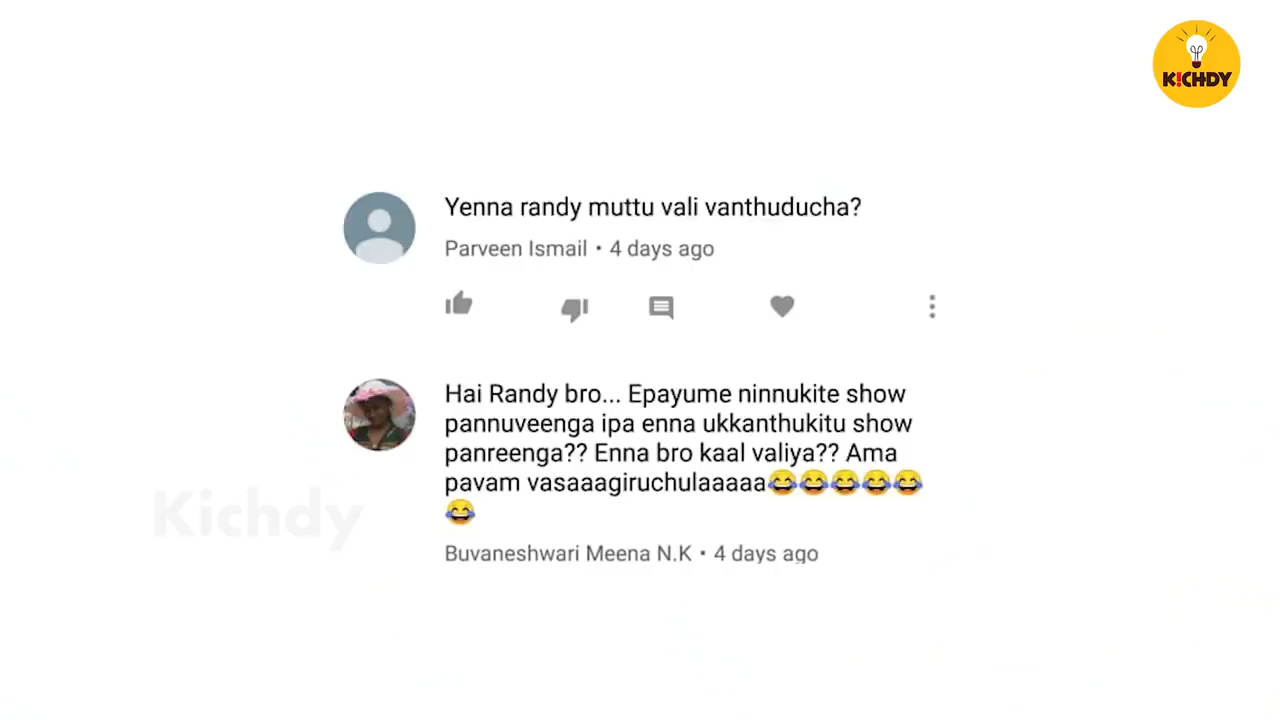 K!CHDY
Yenna randy muttu vali vanthuducha?
Parveen Ismail • 4 days ago
Hai Randy bro... Epayume ninnukite show
pannuveenga ipa enna ukkanthukitu show
panreenga?? Enna bro kaal valiya?? Ama
pavam vasaaagiruchulaaaaa😂😂😂😂😂
😂
Kichdy
Buvaneshwari Meena N.K • 4 days ago